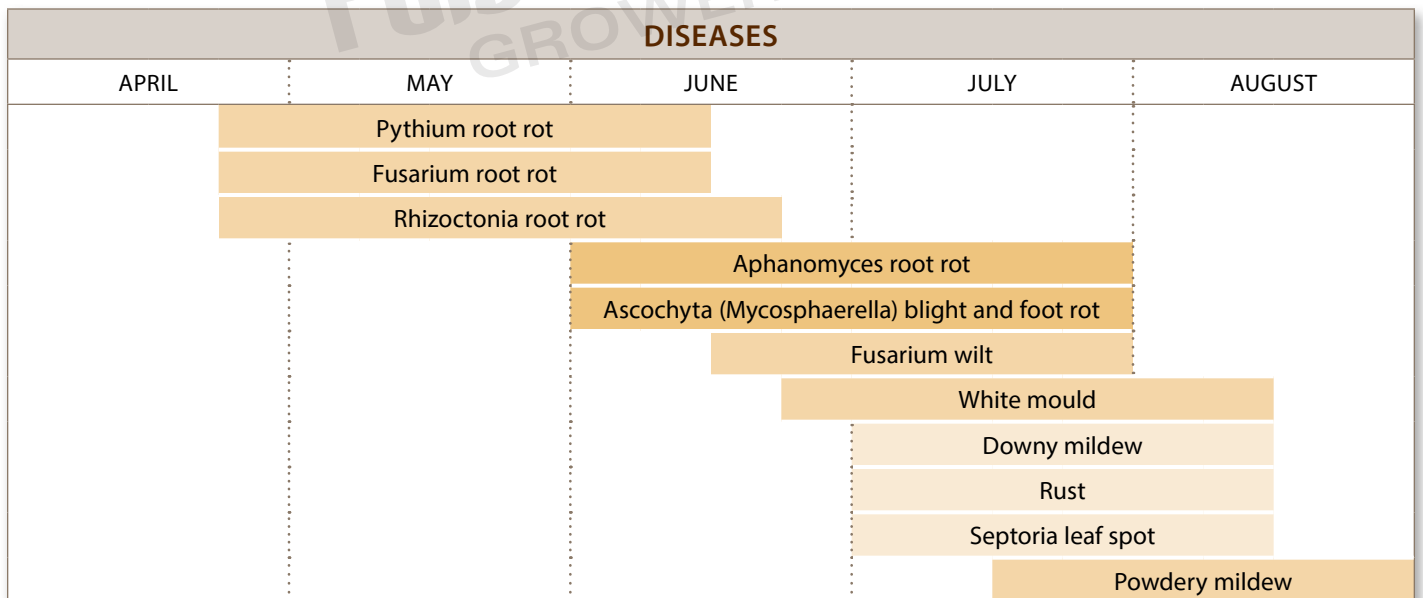 GROWER
DISEASES
APRIL MAY JUNE JULY AUGUST
Pythium root rot
Fusarium root rot
Rhizoctonia root rot
Aphanomyces root rot
Ascochyta (Mycosphaerella) blight and foot rot
Fusarium wilt
White mould
Downy mildew
Rust
Septoria leaf spot
Powdery mildew